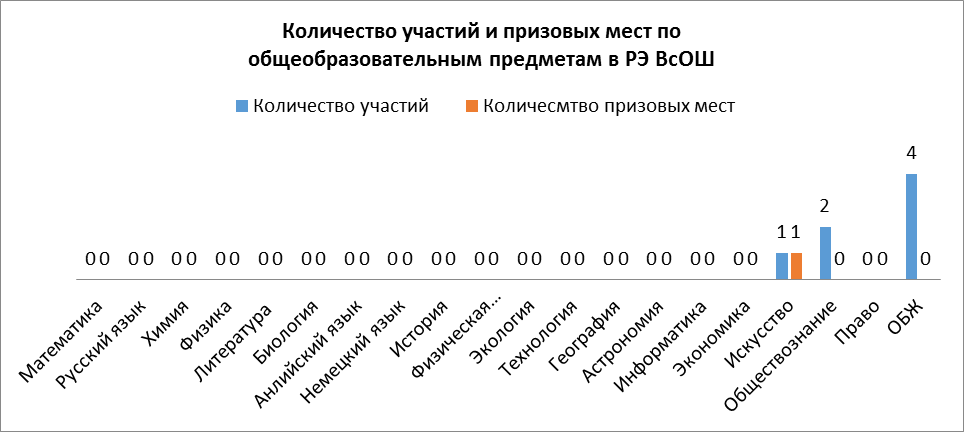 Количество участий и призовых мест по
общеобразовательным предметам в РЭ ВсОШ
Количество участий Количесмтво призовых мест
4
2
1 1
0 0 0 0 0 0 0 0 0 0 0 0 0 0 0 0 0 0 0 0 0 0 0 0 0 0 0 0 0 0 0 0 0 0 0 0
Математика
Русский язык
Химия
Физика
Литература
Биология
Анлийский язык
Немецкий язык
История
Физическая...
Экология
Технология
География
Астрономия
Информатика
Экономика
Искусство
Обществознание
Право
ОБЖ